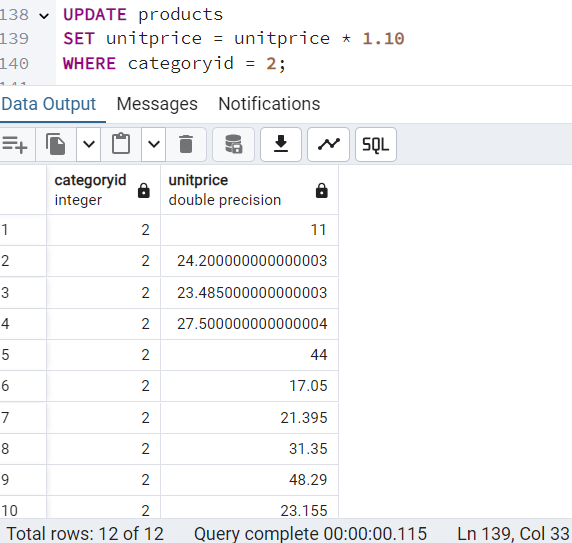 138 UPDATE products
139 SET unitprice = unitprice * 1.10
140 WHERE categoryid = 2;
Data Output Messages Notifications
SQL
categoryid unitprice
integer double precision
1 2 11
2 2 24.200000000000003
3 2 23.485000000000003
4 2 27.500000000000004
5 2 44
6 2 17.05
7 2 21.395
8 2 31.35
9 2 48.29
10 2 23.155
Total rows: 12 of 12 Query complete 00:00:00.115 Ln 139, Col 33